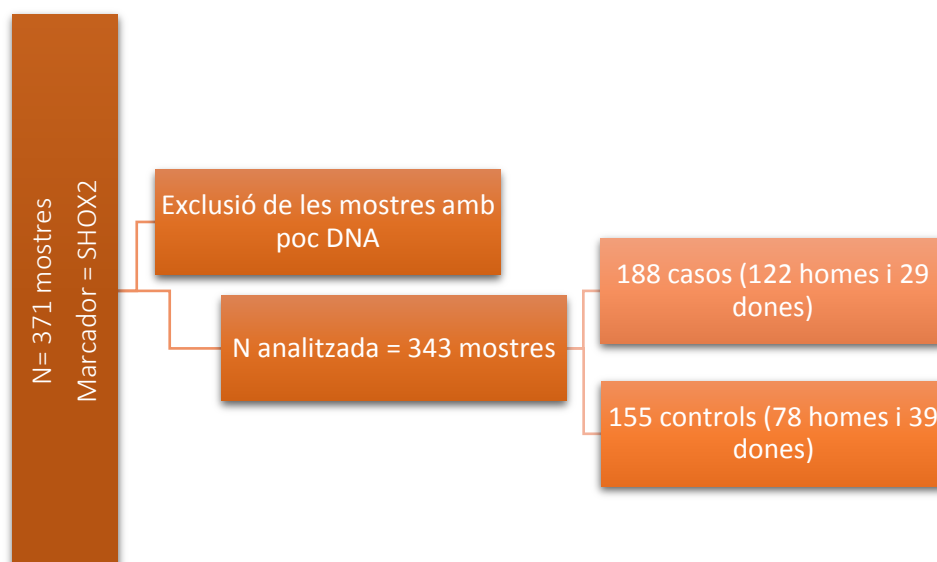 N= 371 mostres
Marcador = SHOX2
Exclusió de les mostres amb
poc DNA
N analitzada = 343 mostres
188 casos (122 homes i 29
dones)
155 controls (78 homes i 39
dones)